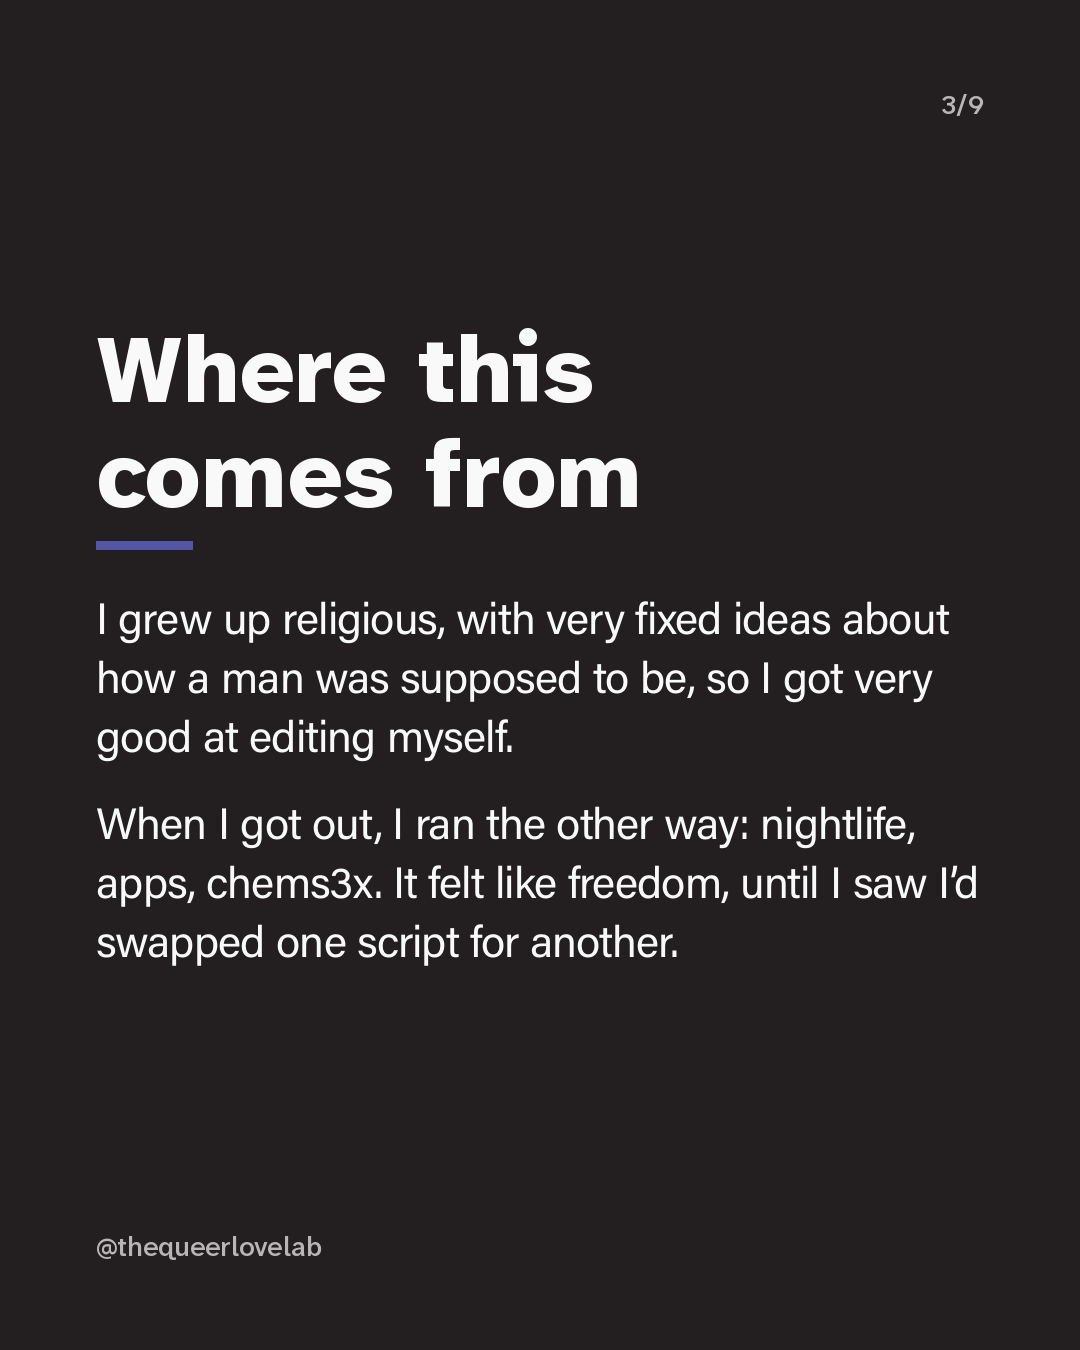 3/9
Where this
comes from
I grew up religious, with very fixed ideas about
how a man was supposed to be, so I got very
good at editing myself.
When I got out, I ran the other way: nightlife,
apps, chems3x. It felt like freedom, until I saw I’d
swapped one script for another.
@thequeerlovelab